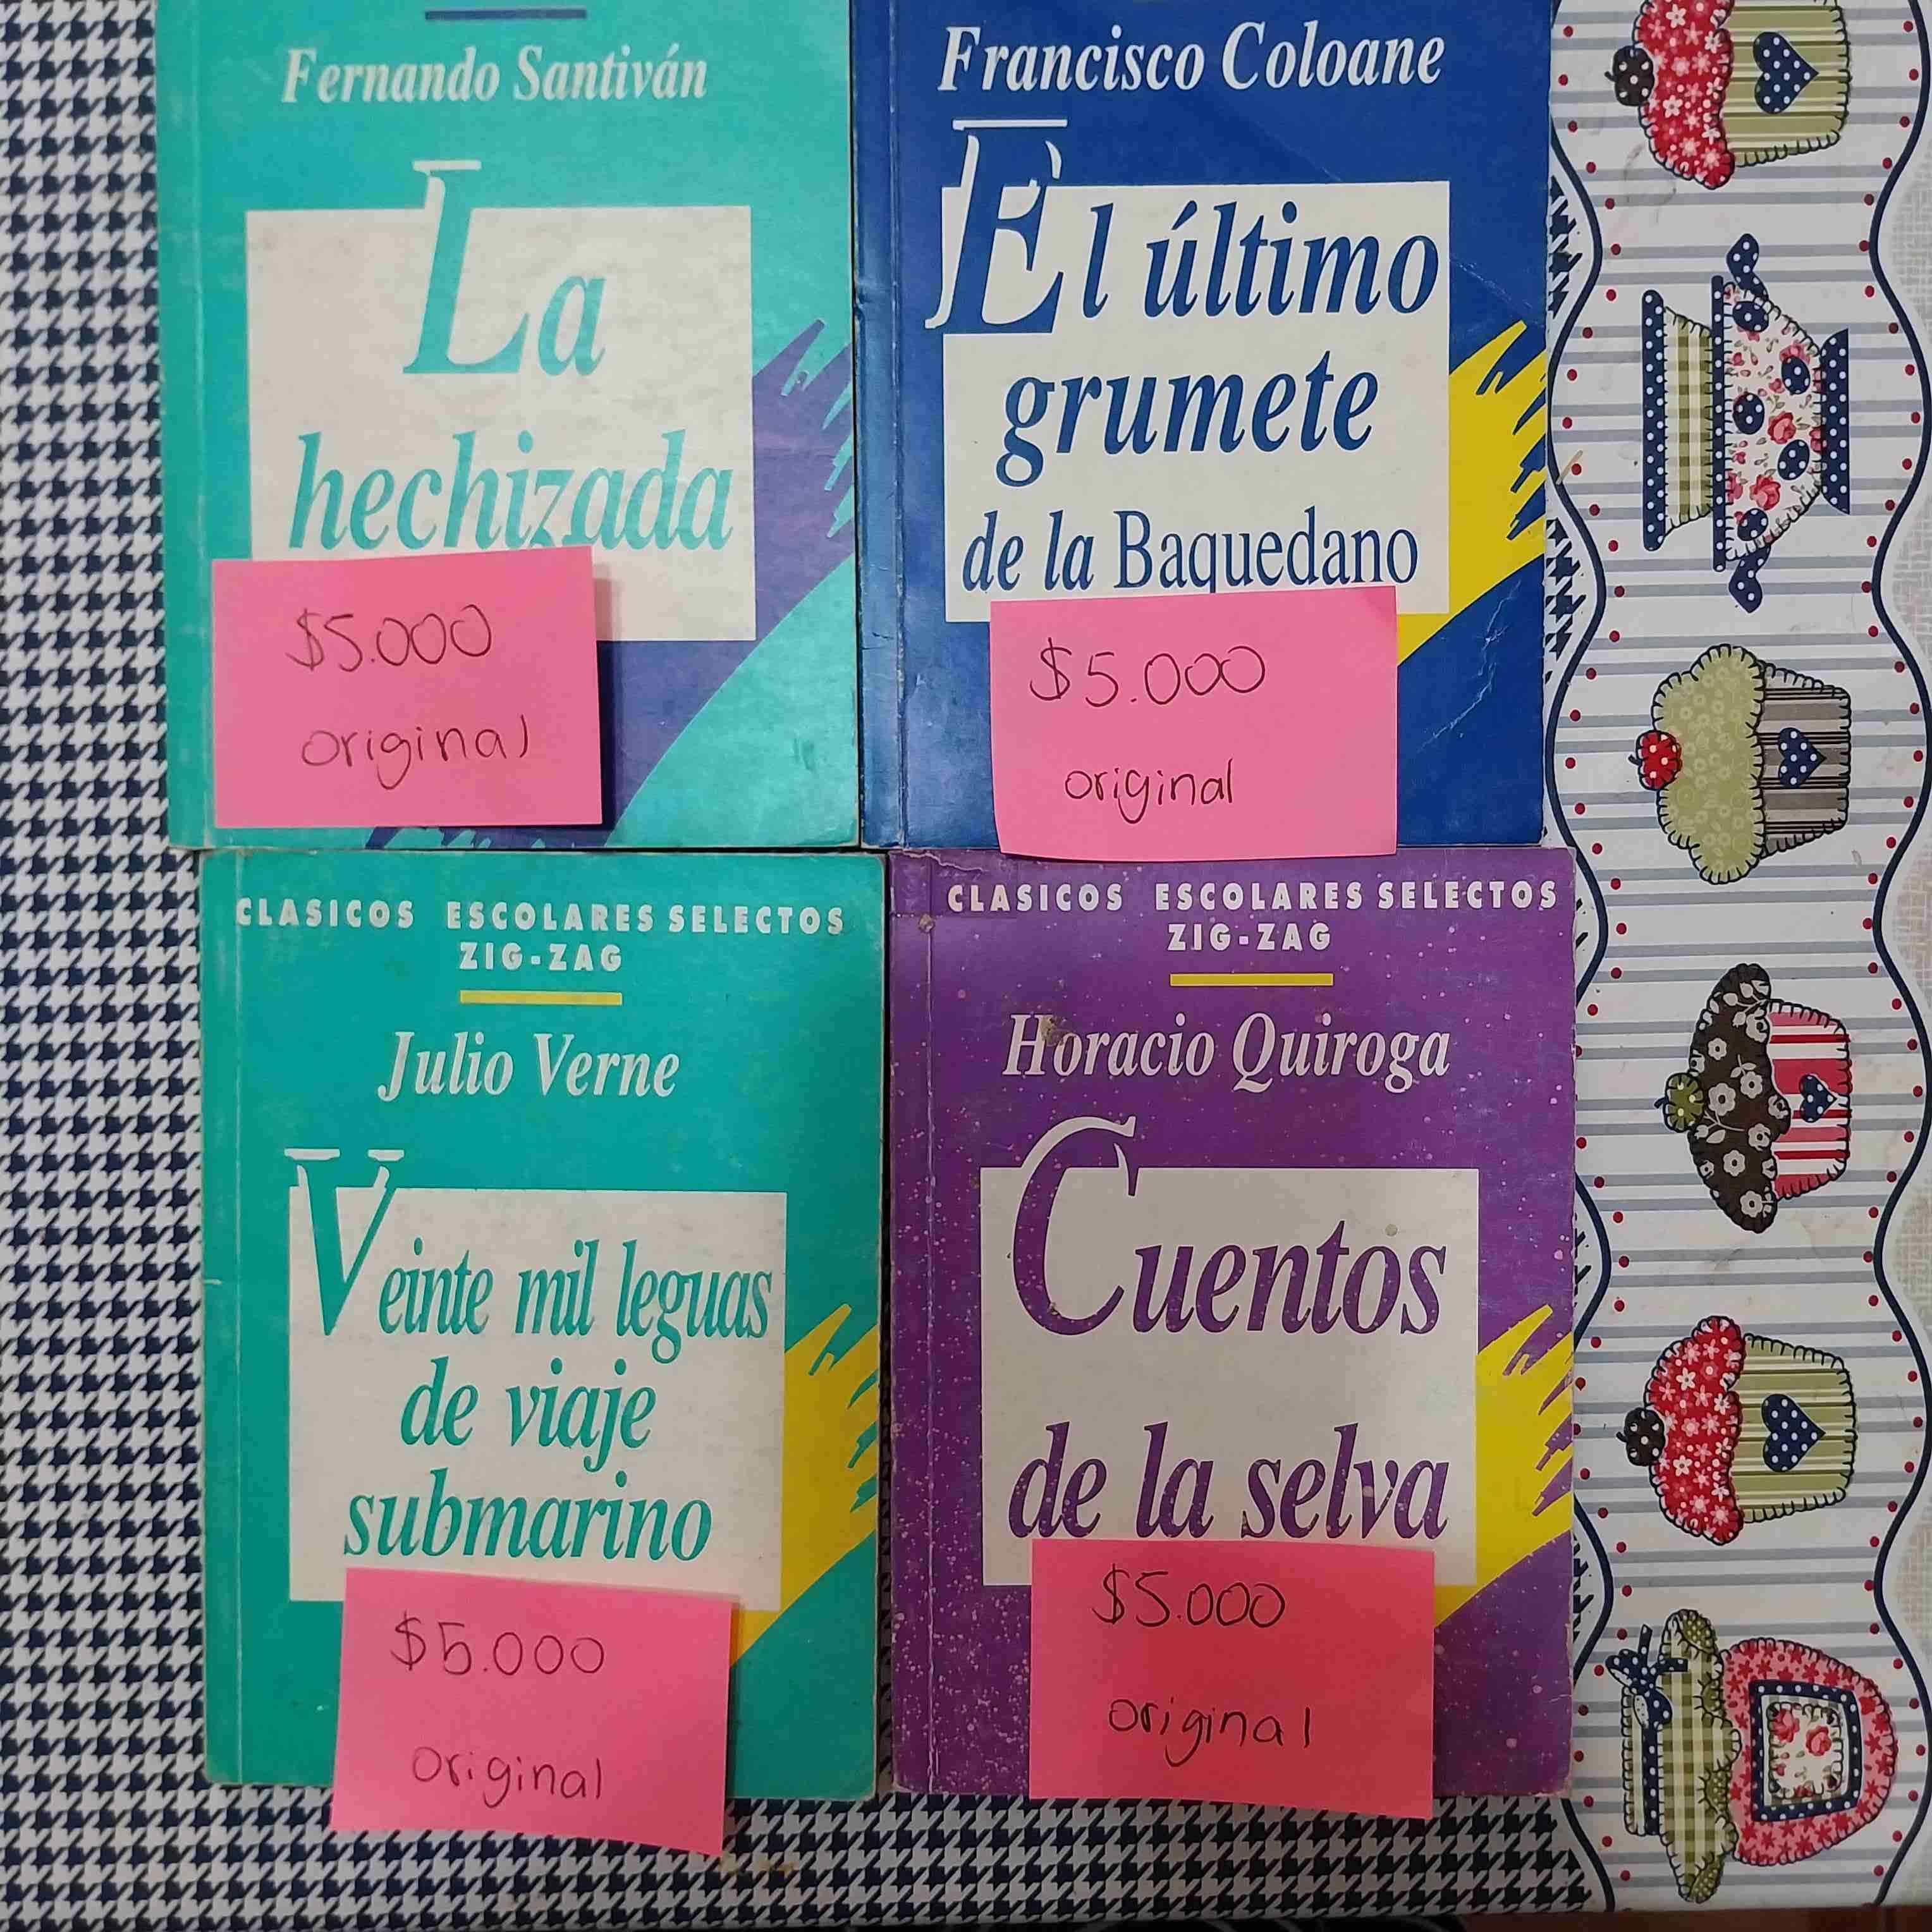 Fernando Santiván
La
hechizada
$5.000
original
Francisco Coloane
El último
grumete
de la Baquedano
$5.000
original
CLASICOS ESCOLARES SELECTOS
ZIG-ZAG
Julio Verne
Veinte mil leguas
de viaje
submarino
$5.000
original
CLASICOS ESCOLARES SELECTOS
ZIG-ZAG
Horacio Quiroga
Cuentos
de la selva
$5.000
original